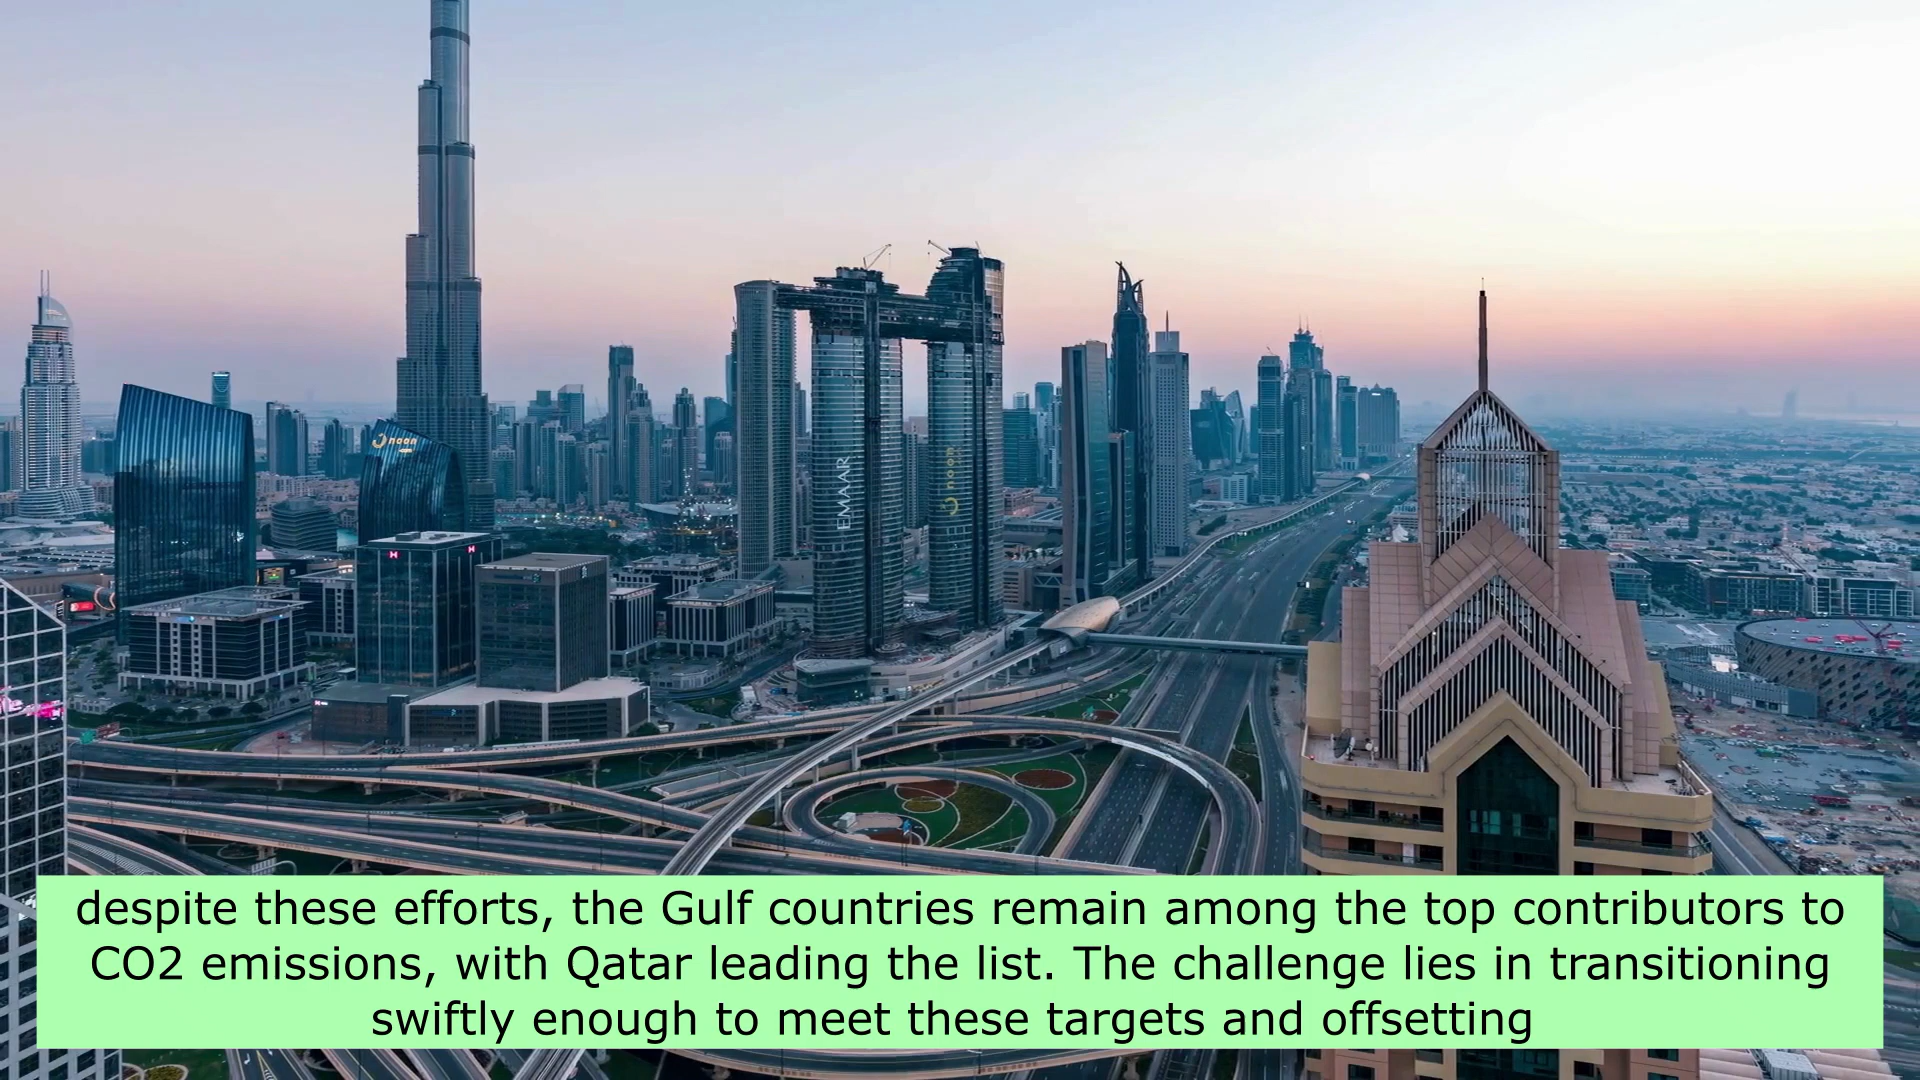 noon
EMAAR
noon
despite these efforts, the Gulf countries remain among the top contributors to
CO2 emissions, with Qatar leading the list. The challenge lies in transitioning
swiftly enough to meet these targets and offsetting